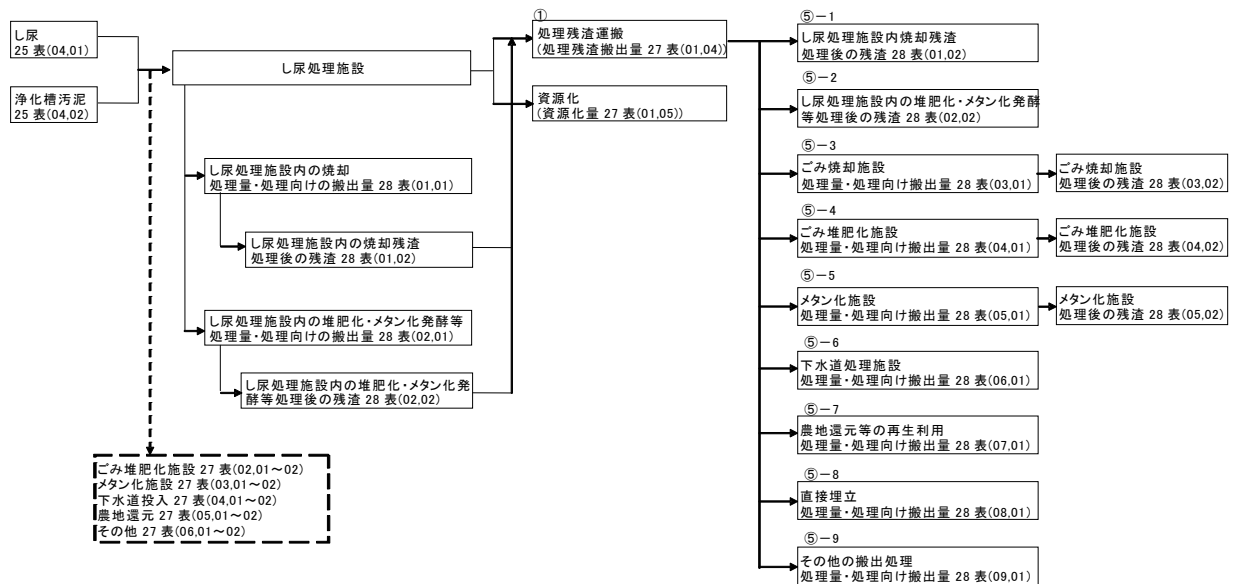 し尿
25 表(04,01)
浄化槽汚泥
25 表(04,02)
し尿処理施設
①
処理残渣運搬
(処理残渣搬出量 27 表(01,04))
資源化
(資源化量 27 表(01,05))
し尿処理施設内の焼却
処理量・処理向けの搬出量 28 表(01,01)
し尿処理施設内の焼却残渣
処理後の残渣 28 表(01,02)
し尿処理施設内の堆肥化・メタン化発酵等
処理量・処理向けの搬出量 28 表(02,01)
し尿処理施設内の堆肥化・メタン化発
酵等処理後の残渣 28 表(02,02)
ごみ堆肥化施設 27 表(02,01～02)
メタン化施設 27 表(03,01～02)
下水道投入 27 表(04,01～02)
農地還元 27 表(05,01～02)
その他 27 表(06,01～02)
⑤－1
し尿処理施設内焼却残渣
処理後の残渣 28 表(01,02)
⑤－2
し尿処理施設内の堆肥化・メタン化発酵
等処理後の残渣 28 表(02,02)
⑤－3
ごみ焼却施設
処理量・処理向け搬出量 28 表(03,01)
ごみ焼却施設
処理後の残渣 28 表(03,02)
⑤－4
ごみ堆肥化施設
処理量・処理向け搬出量 28 表(04,01)
ごみ堆肥化施設
処理後の残渣 28 表(04,02)
⑤－5
メタン化施設
処理量・処理向け搬出量 28 表(05,01)
メタン化施設
処理後の残渣 28 表(05,02)
⑤－6
下水道処理施設
処理量・処理向け搬出量 28 表(06,01)
⑤－7
農地還元等の再生利用
処理量・処理向け搬出量 28 表(07,01)
⑤－8
直接埋立
処理量・処理向け搬出量 28 表(08,01)
⑤－9
その他の搬出処理
処理量・処理向け搬出量 28 表(09,01)